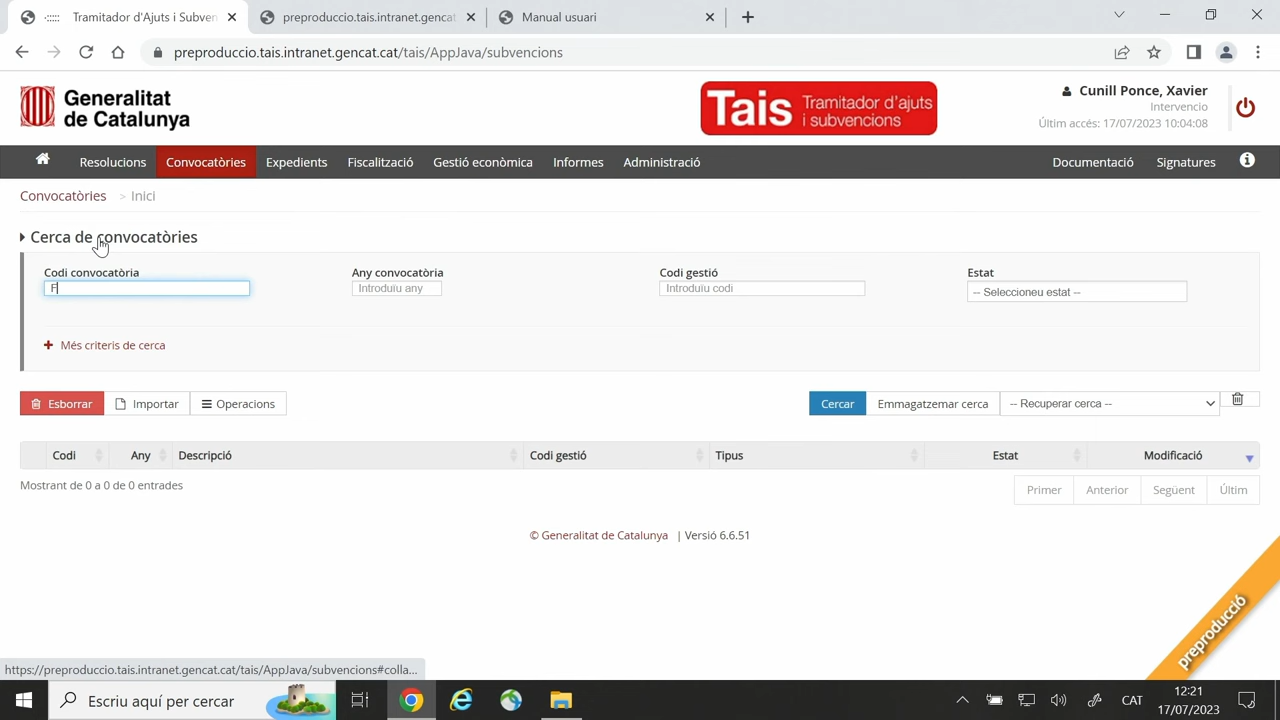 Tramitador d'Ajuts i Subven
preproduccio.tais.intranet.gencat
Manual usuari
preproduccio.tais.intranet.gencat.cat/tais/AppJava/subvencions
Generalitat
de Catalunya
Tais Tramitador d'ajuts
i subvencions
Cunill Ponce, Xavier
Intervencio
Últim accés: 17/07/2023 10:04:08
Resolucions Convocatòries Expedients Fiscalització Gestió econòmica Informes Administració Documentació Signatures
Convocatòries > Inici
Cerca de convocatòries
Codi convocatòria Any convocatòria Codi gestió Estat
F Introduïu any Introduïu codi -- Seleccioneu estat --
+ Més criteris de cerca
Esborrar Importar Operacions Cercar Emmagatzemar cerca -- Recuperar cerca --
Codi Any Descripció Codi gestió Tipus Estat Modificació
Mostrant de 0 a 0 de 0 entrades Primer Anterior Següent Últim
© Generalitat de Catalunya | Versió 6.6.51
preproducció
https://preproduccio.tais.intranet.gencat.cat/tais/AppJava/subvencions#colla...
Escriu aquí per cercar CAT 12:21
17/07/2023